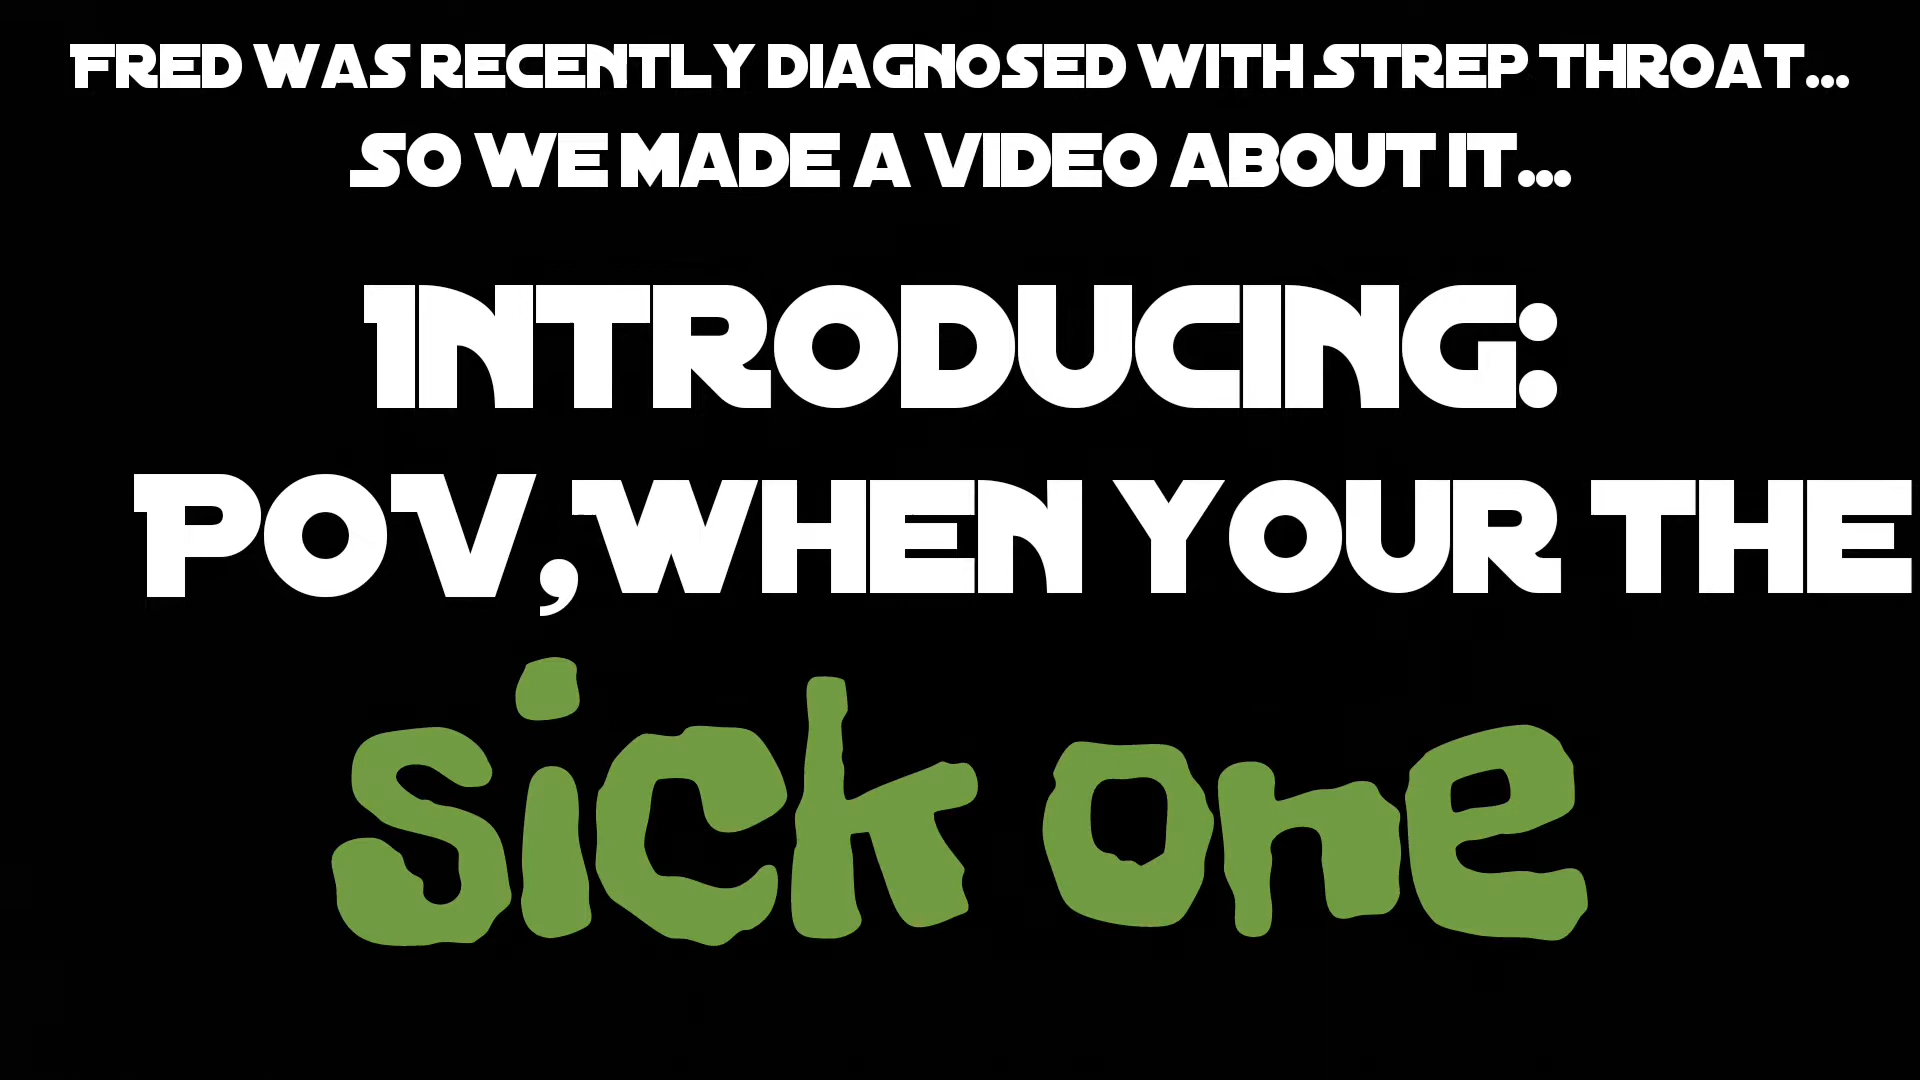 FRED WAS RECENTLY DIAGNOSED WITH STREP THROAT...
SO WE MADE A VIDEO ABOUT IT...
INTRODUCING:
POV,WHEN YOUR THE
sick one